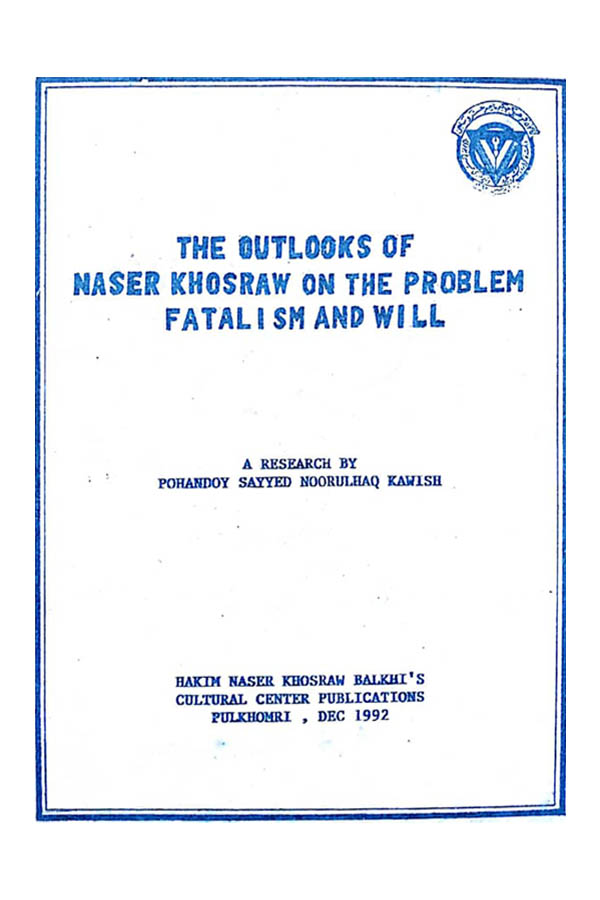 THE OUTLOOKS OF
NASER KHOSRAW ON THE PROBLEM
FATALISM AND WILL
A RESEARCH BY
POHANDOY SAYYED NOORULHAQ KAWISH
HAKIM NASER KHOSRAW BALKHI'S
CULTURAL CENTER PUBLICATIONS
PULKHOMRI , DEC 1992